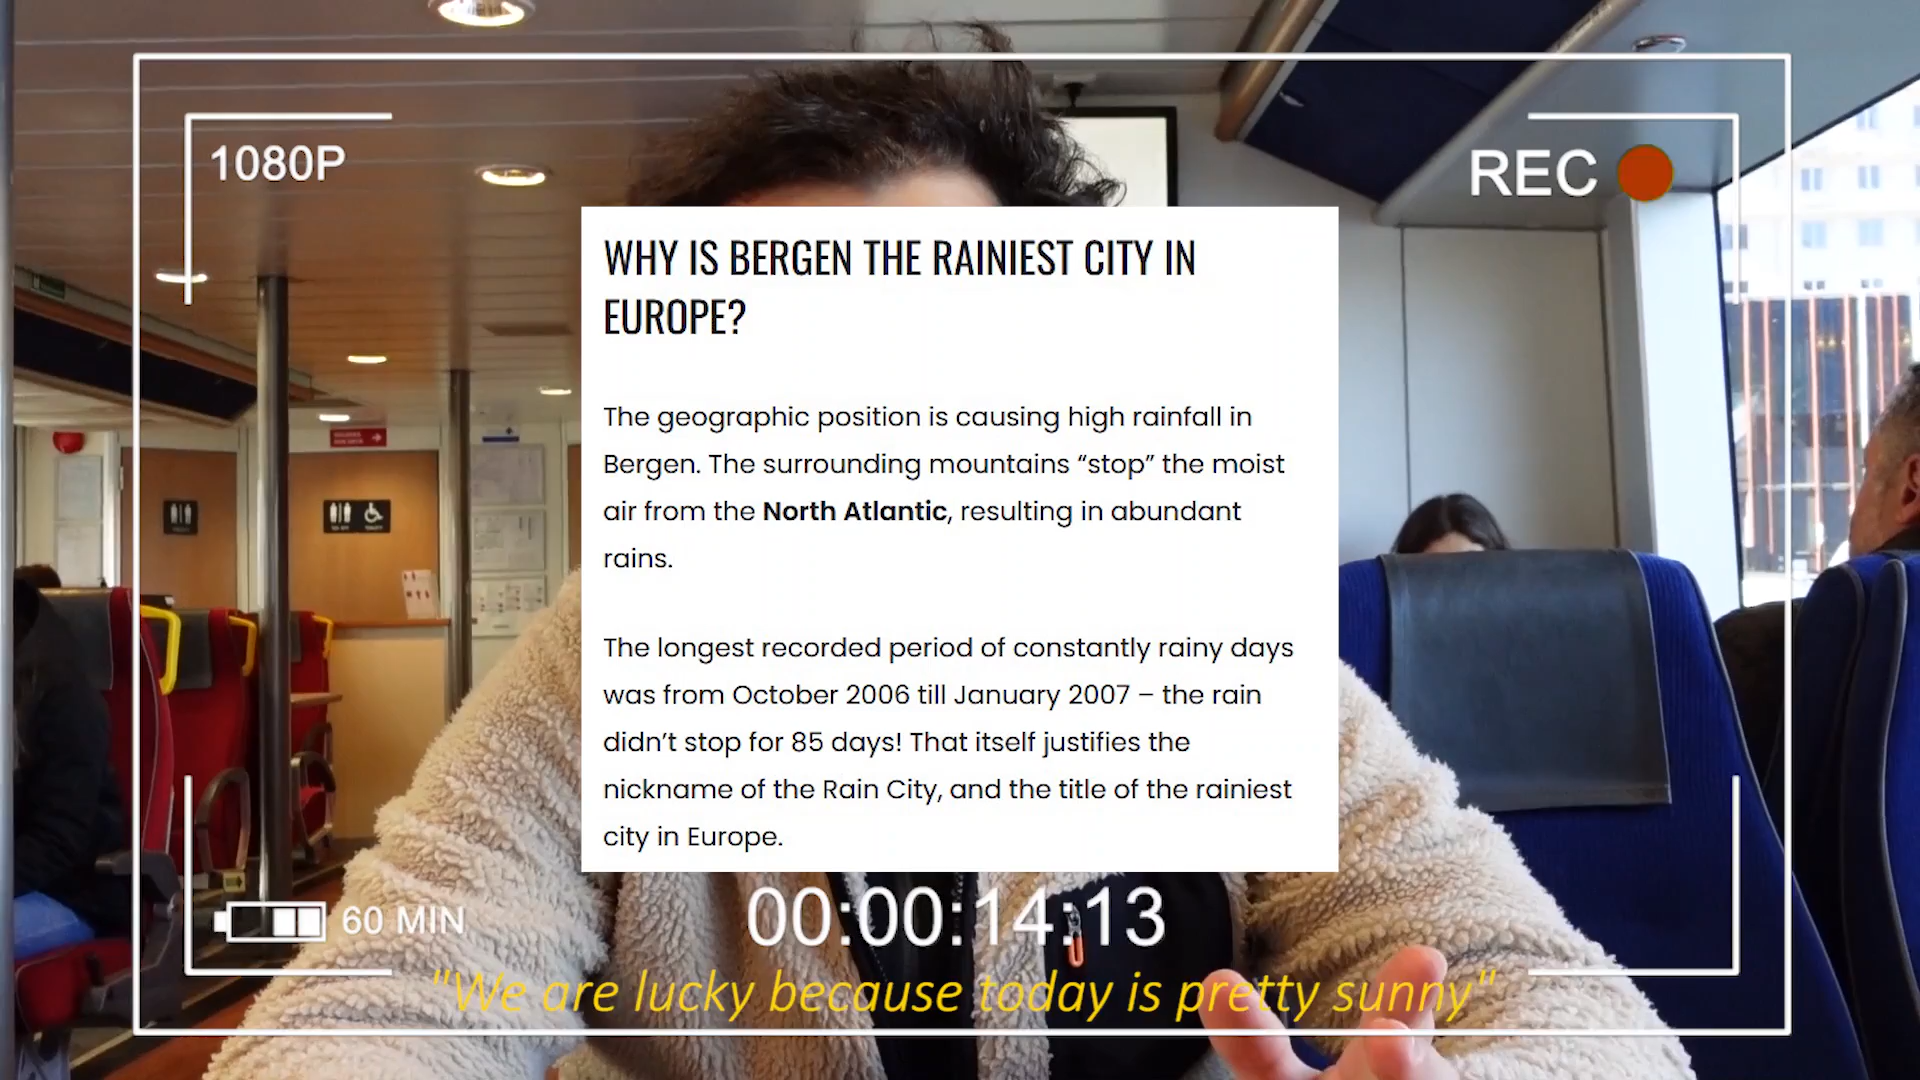 1080P
REC
WHY IS BERGEN THE RAINIEST CITY IN
EUROPE?
The geographic position is causing high rainfall in
Bergen. The surrounding mountains “stop” the moist
air from the North Atlantic, resulting in abundant
rains.
The longest recorded period of constantly rainy days
was from October 2006 till January 2007 – the rain
didn’t stop for 85 days! That itself justifies the
nickname of the Rain City, and the title of the rainiest
city in Europe.
60 MIN
00:00:14:13
"We are lucky because today is pretty sunny"